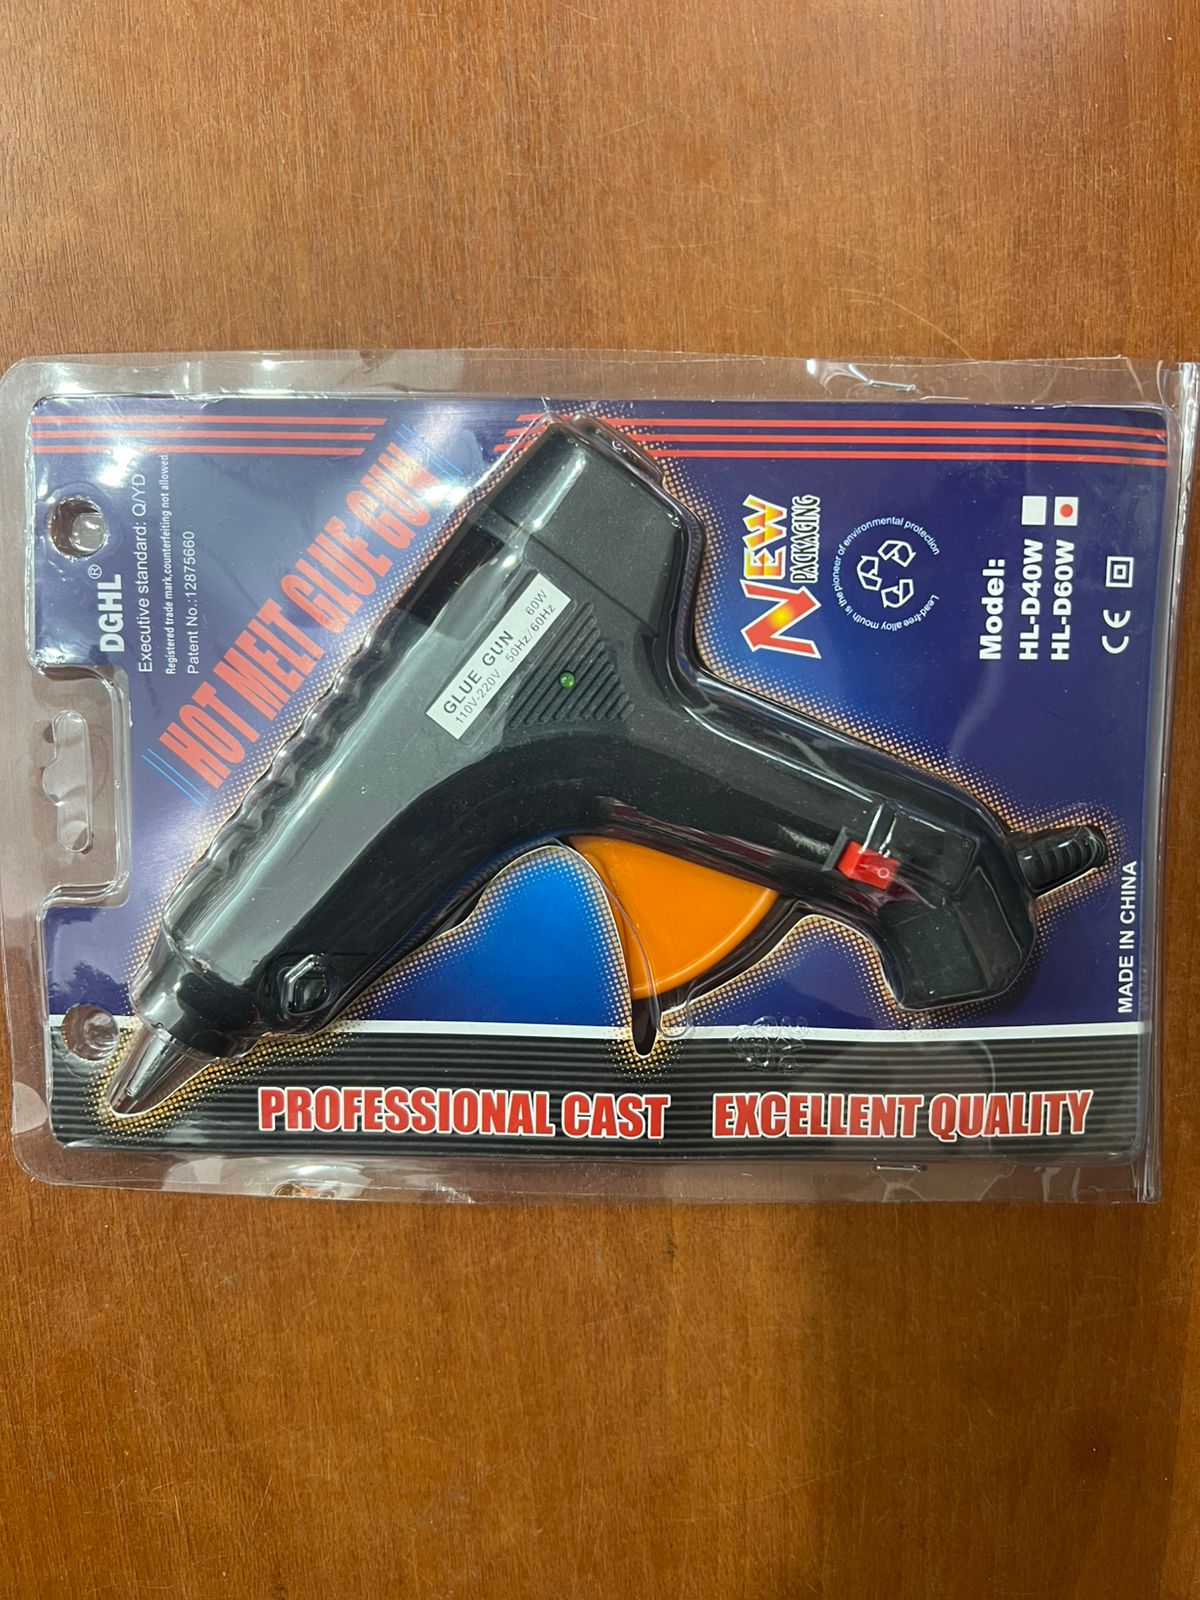 DGHL®
Executive standard: Q/YD
Registered trade mark,counterfeiting not allowed.
Patent No.:12875660
HOT MELT GLUE GUN
GLUE GUN 60W
110V-220V 50Hz/60Hz
NEW
PACKAGING
Lead-free alloy mouth is the pioneer of environmental protection
Model:
HL-D40W
HL-D60W
CE
MADE IN CHINA
PROFESSIONAL CAST EXCELLENT QUALITY